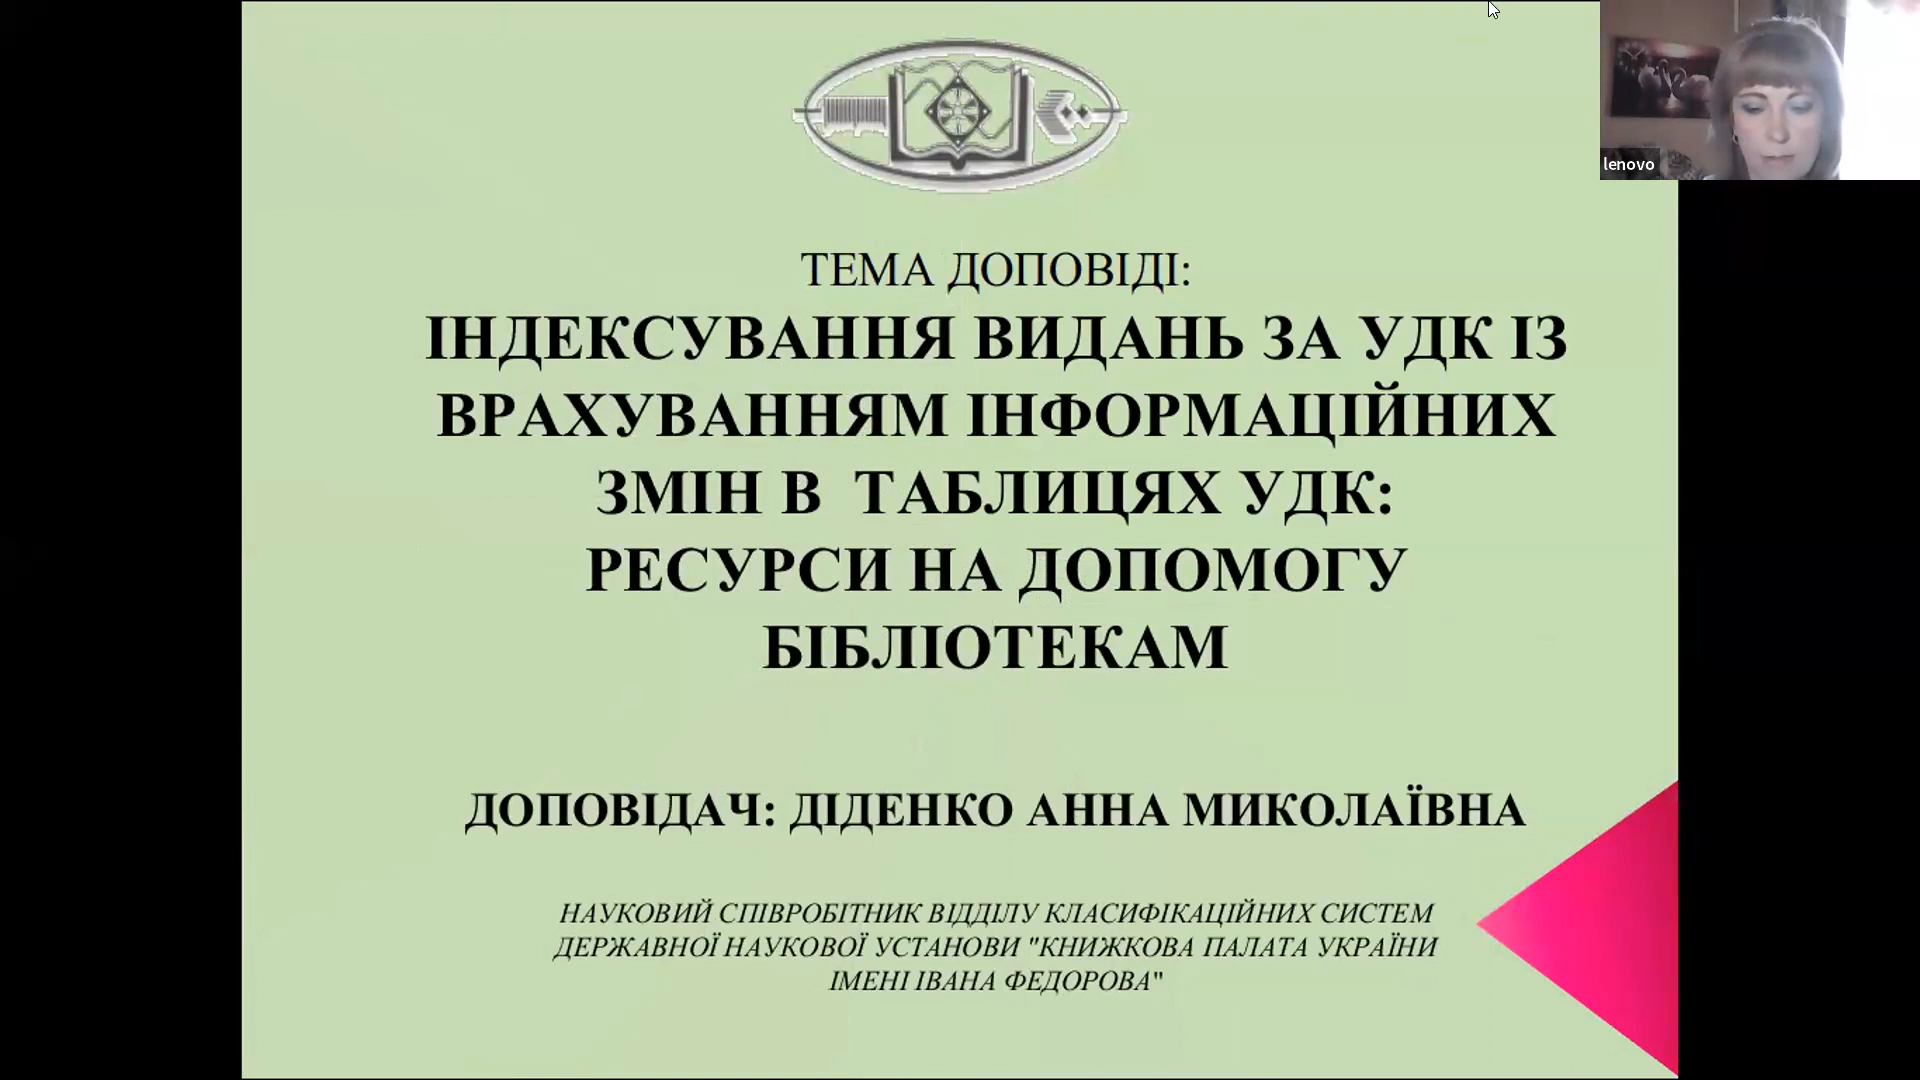 lenovo
ТЕМА ДОПОВІДІ:
ІНДЕКСУВАННЯ ВИДАНЬ ЗА УДК ІЗ
ВРАХУВАННЯМ ІНФОРМАЦІЙНИХ
ЗМІН В ТАБЛИЦЯХ УДК:
РЕСУРСИ НА ДОПОМОГУ
БІБЛІОТЕКАМ
ДОПОВІДАЧ: ДІДЕНКО АННА МИКОЛАЇВНА
НАУКОВИЙ СПІВРОБІТНИК ВІДДІЛУ КЛАСИФІКАЦІЙНИХ СИСТЕМ
ДЕРЖАВНОЇ НАУКОВОЇ УСТАНОВИ "КНИЖКОВА ПАЛАТА УКРАЇНИ
ІМЕНІ ІВАНА ФЕДОРОВА"